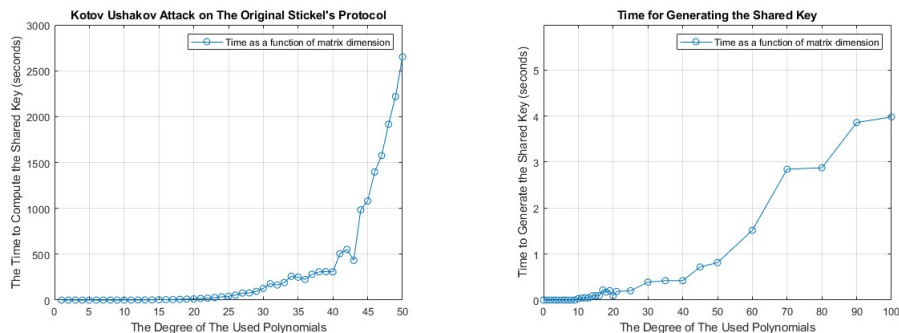 Kotov Ushakov Attack on The Original Stickel's Protocol
Time as a function of matrix dimension
The Time to Compute the Shared Key (seconds)
3000
2500
2000
1500
1000
500
0
0 5 10 15 20 25 30 35 40 45 50
The Degree of The Used Polynomials
Time for Generating the Shared Key
Time as a function of matrix dimension
Time to Generate the Shared Key (seconds)
5
4
3
2
1
0
0 10 20 30 40 50 60 70 80 90 100
The Degree of The Used Polynomials